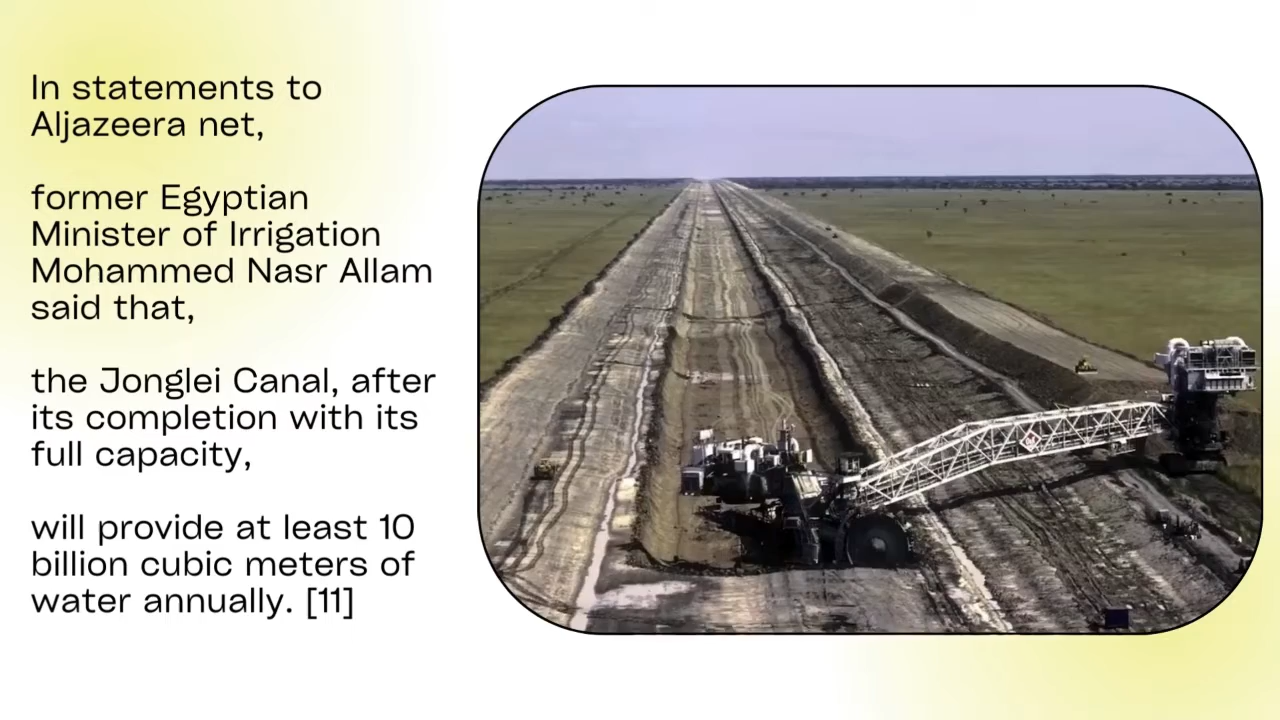 In statements to
Aljazeera net,
former Egyptian
Minister of Irrigation
Mohammed Nasr Allam
said that,
the Jonglei Canal, after
its completion with its
full capacity,
will provide at least 10
billion cubic meters of
water annually. [11]